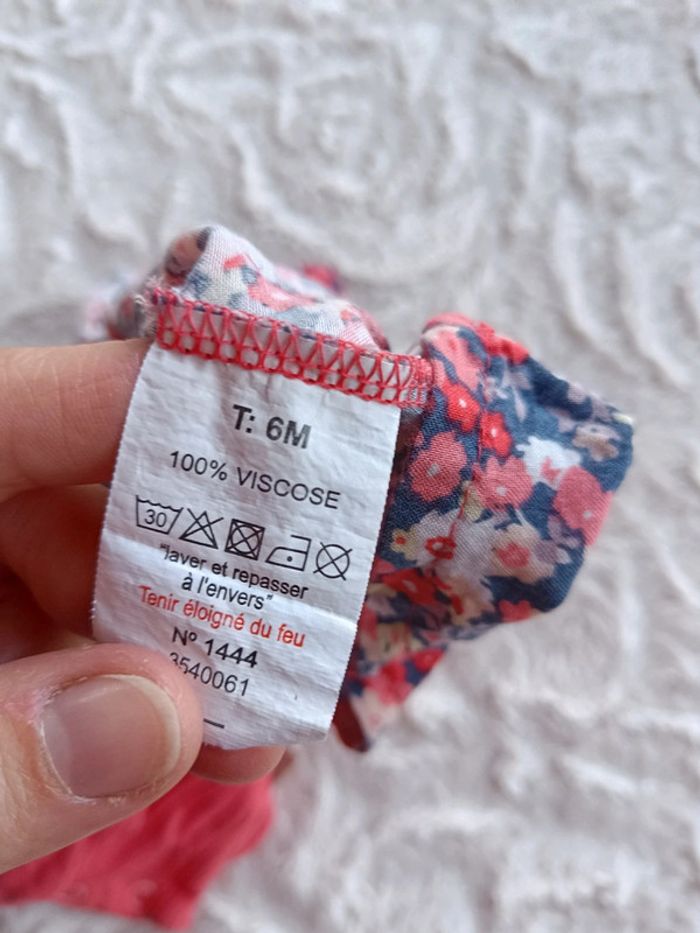 T: 6M
100% VISCOSE
30
"laver et repasser
à l'envers"
Tenir éloigné du feu
N° 1444
3540061